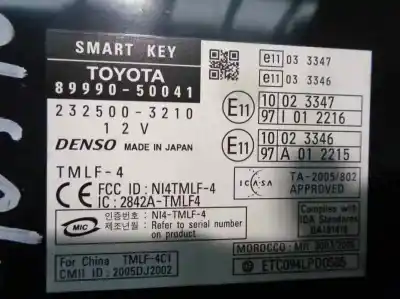 SMART KEY
TOYOTA
89990-50041
232500-3210
12V
DENSO MADE IN JAPAN
TMLF-4
FCC ID: NI4TMLF-4
IC: 2842A-TMLF4
MIC
인증번호: NI4-TMLF-4
제조년월: Refer to serial number on product
For China TMLF-4C1
CMII ID: 2005DJ2002
e11 03 3347
e11 03 3346
E11
10 02 3347
97 I 01 2216
E11
10 02 3346
97 A 01 2215
ICASA
TA-2005/802
APPROVED
Complies with
IDA Standards
MOROCCO: MR
ETC094LPD0505